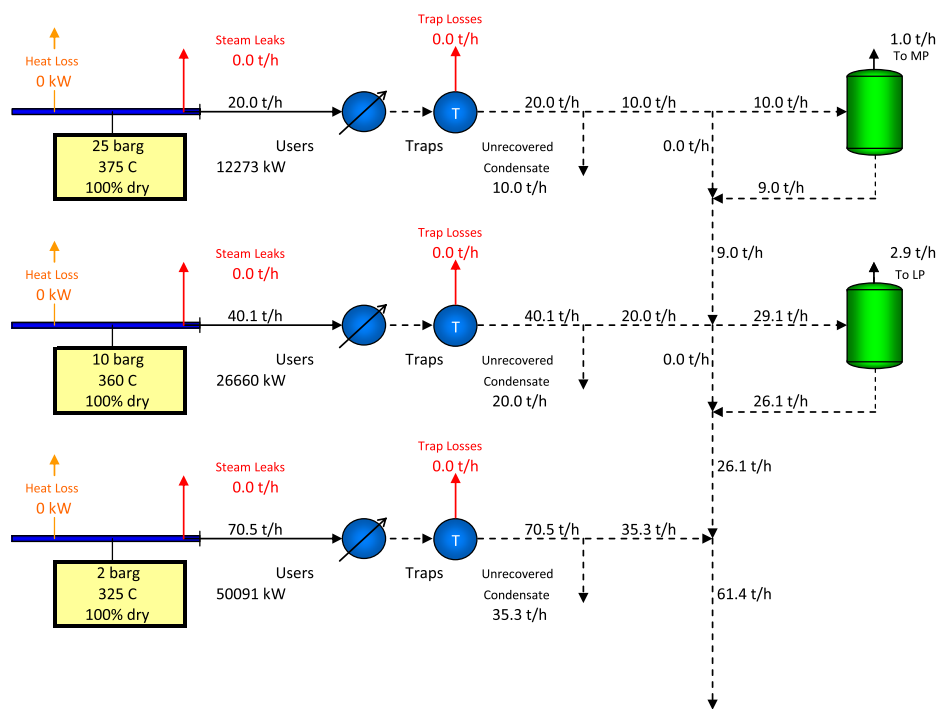 Trap Losses
0.0 t/h
Steam Leaks
0.0 t/h
1.0 t/h
To MP
Heat Loss
0 kW
20.0 t/h
T
20.0 t/h
10.0 t/h
10.0 t/h
Users
12273 kW
Traps
Unrecovered
Condensate
10.0 t/h
0.0 t/h
25 barg
375 C
100% dry
9.0 t/h
Trap Losses
0.0 t/h
Steam Leaks
0.0 t/h
9.0 t/h
2.9 t/h
To LP
Heat Loss
0 kW
40.1 t/h
T
40.1 t/h
20.0 t/h
29.1 t/h
Users
26660 kW
Traps
Unrecovered
Condensate
20.0 t/h
0.0 t/h
10 barg
360 C
100% dry
26.1 t/h
Trap Losses
0.0 t/h
Steam Leaks
0.0 t/h
26.1 t/h
Heat Loss
0 kW
70.5 t/h
T
70.5 t/h
35.3 t/h
Users
50091 kW
Traps
Unrecovered
Condensate
35.3 t/h
61.4 t/h
2 barg
325 C
100% dry